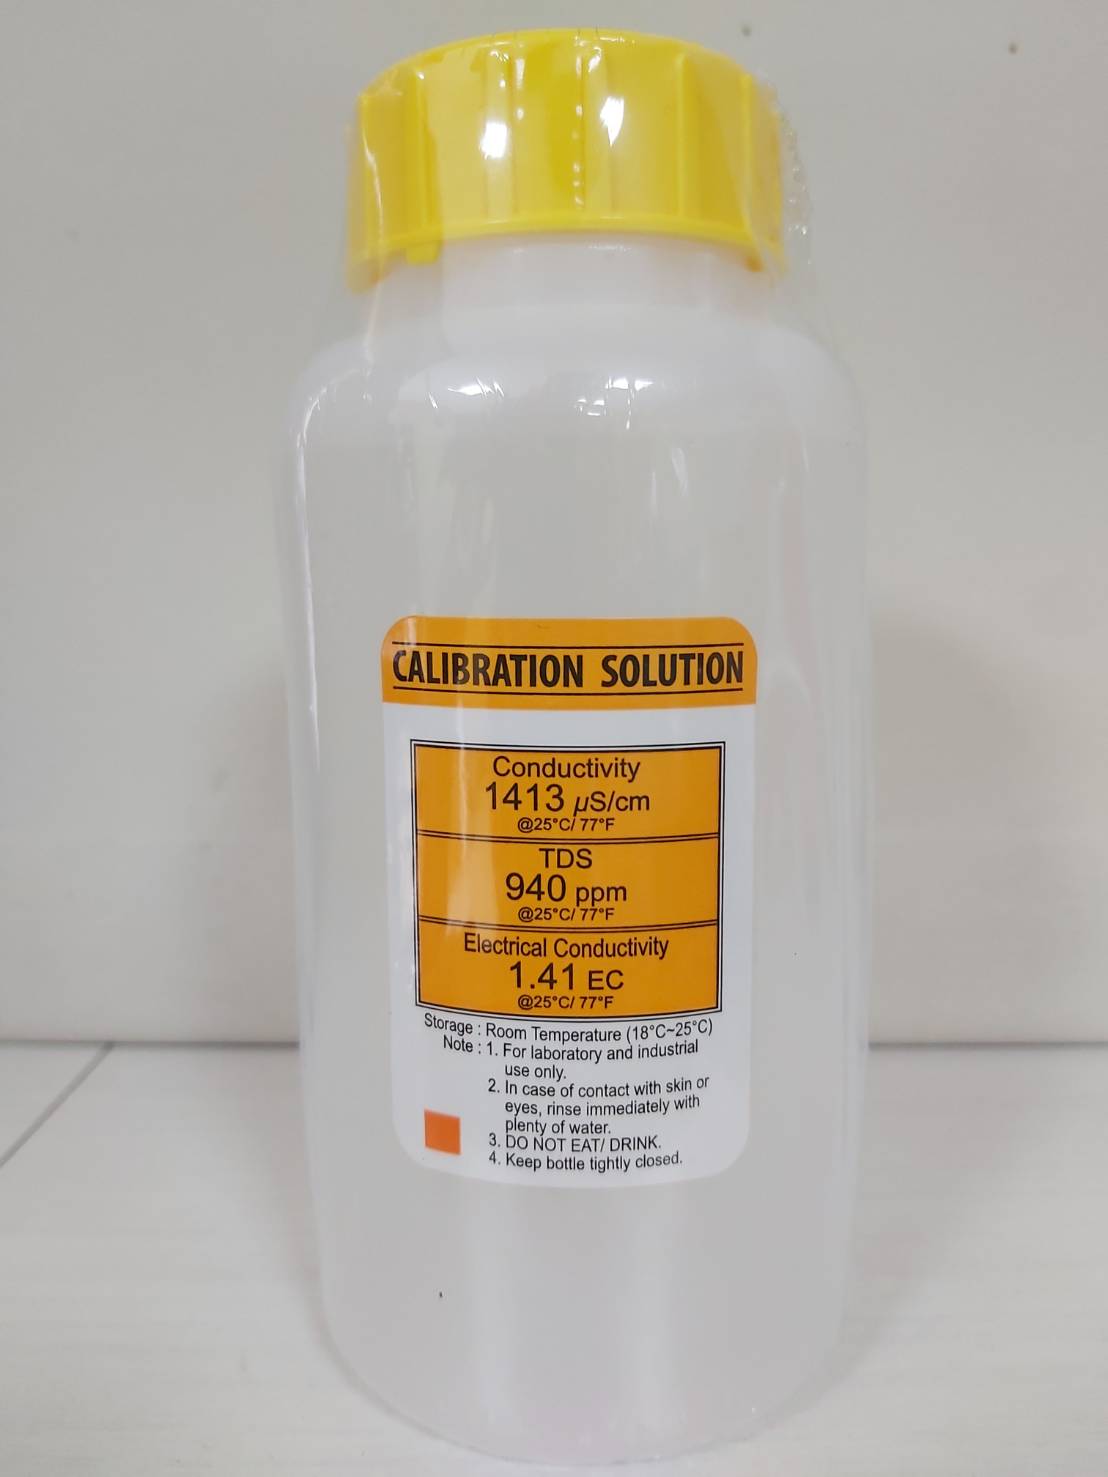 CALIBRATION SOLUTION
Conductivity
1413 µS/cm
@25°C/ 77°F
TDS
940 ppm
@25°C/ 77°F
Electrical Conductivity
1.41 EC
@25°C/ 77°F
Storage : Room Temperature (18°C~25°C)
Note : 1. For laboratory and industrial
use only.
2. In case of contact with skin or
eyes, rinse immediately with
plenty of water.
3. DO NOT EAT/ DRINK.
4. Keep bottle tightly closed.